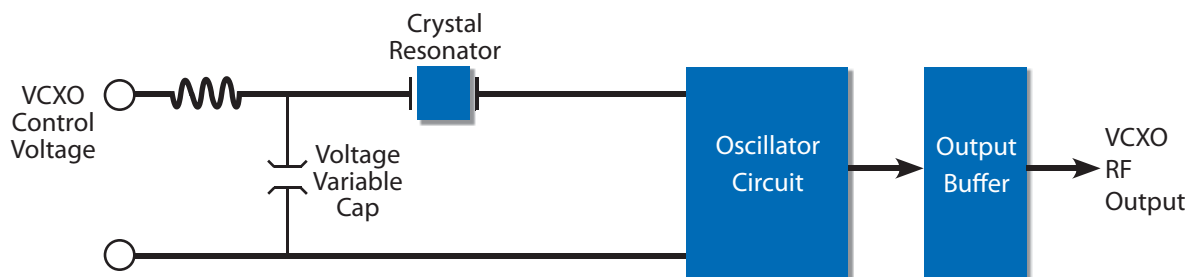 Crystal
Resonator
VCXO
Control
Voltage
Voltage
Variable
Cap
Oscillator
Circuit
Output
Buffer
VCXO
RF
Output